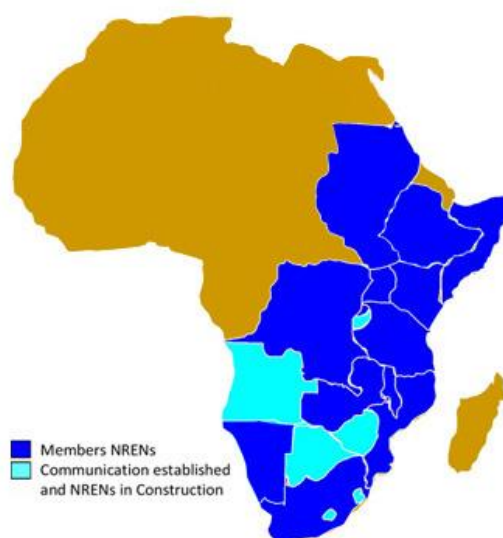 Members NRENs
Communication established
and NRENs in Construction